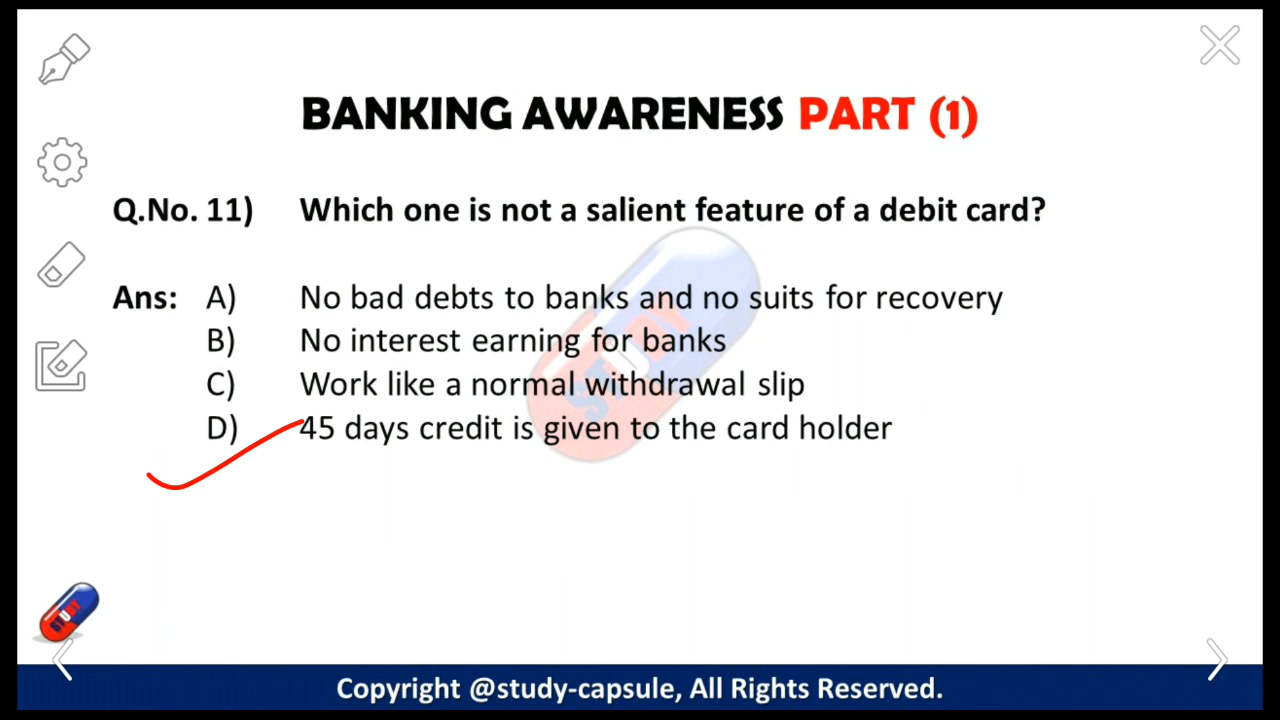 BANKING AWARENESS PART (1)
Q.No. 11) Which one is not a salient feature of a debit card?
Ans: A) No bad debts to banks and no suits for recovery
B) No interest earning for banks
C) Work like a normal withdrawal slip
D) 45 days credit is given to the card holder
STUDY
STUDY
Copyright @study-capsule, All Rights Reserved.